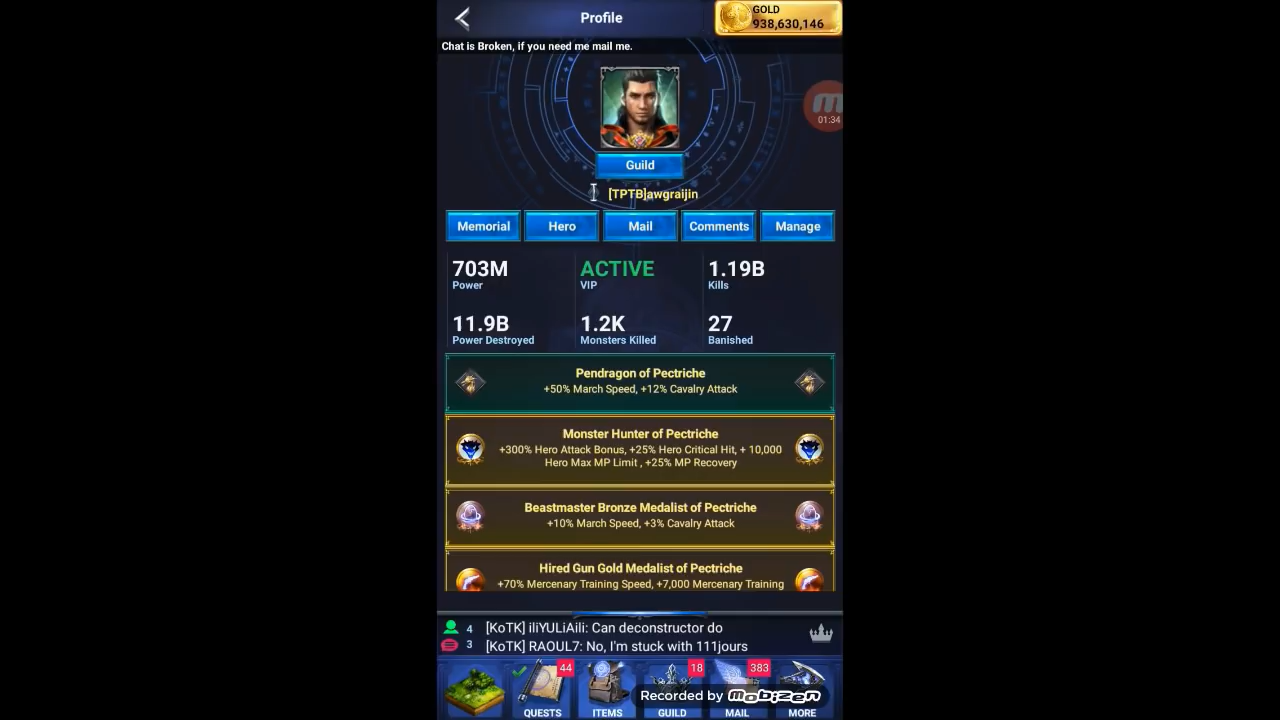 Profile
GOLD
938,630,146
Chat is Broken, if you need me mail me.
01:34
Guild
[TPTB]awgraijin
Memorial
Hero
Mail
Comments
Manage
703M
Power
ACTIVE
VIP
1.19B
Kills
11.9B
Power Destroyed
1.2K
Monsters Killed
27
Banished
Pendragon of Pectriche
+50% March Speed, +12% Cavalry Attack
Monster Hunter of Pectriche
+300% Hero Attack Bonus, +25% Hero Critical Hit, + 10,000
Hero Max MP Limit , +25% MP Recovery
Beastmaster Bronze Medalist of Pectriche
+10% March Speed, +3% Cavalry Attack
Hired Gun Gold Medalist of Pectriche
+70% Mercenary Training Speed, +7,000 Mercenary Training
4 [KoTK] iliYULiAili: Can deconstructor do
3 [KoTK] RAOUL7: No, I'm stuck with 111jours
44
18
383
Recorded by Mobizen
QUESTS
ITEMS
GUILD
MAIL
MORE